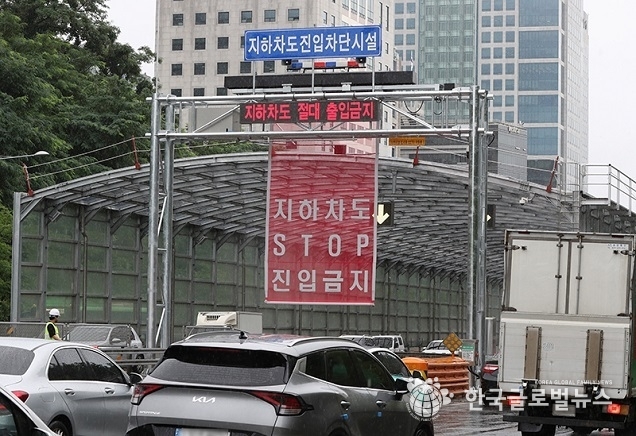 지하차도진입차단시설
지하차도 절대 출입금지
지하차도
STOP
진입금지
KIA
KOREA GLOBAL NEWS
한국글로벌뉴스